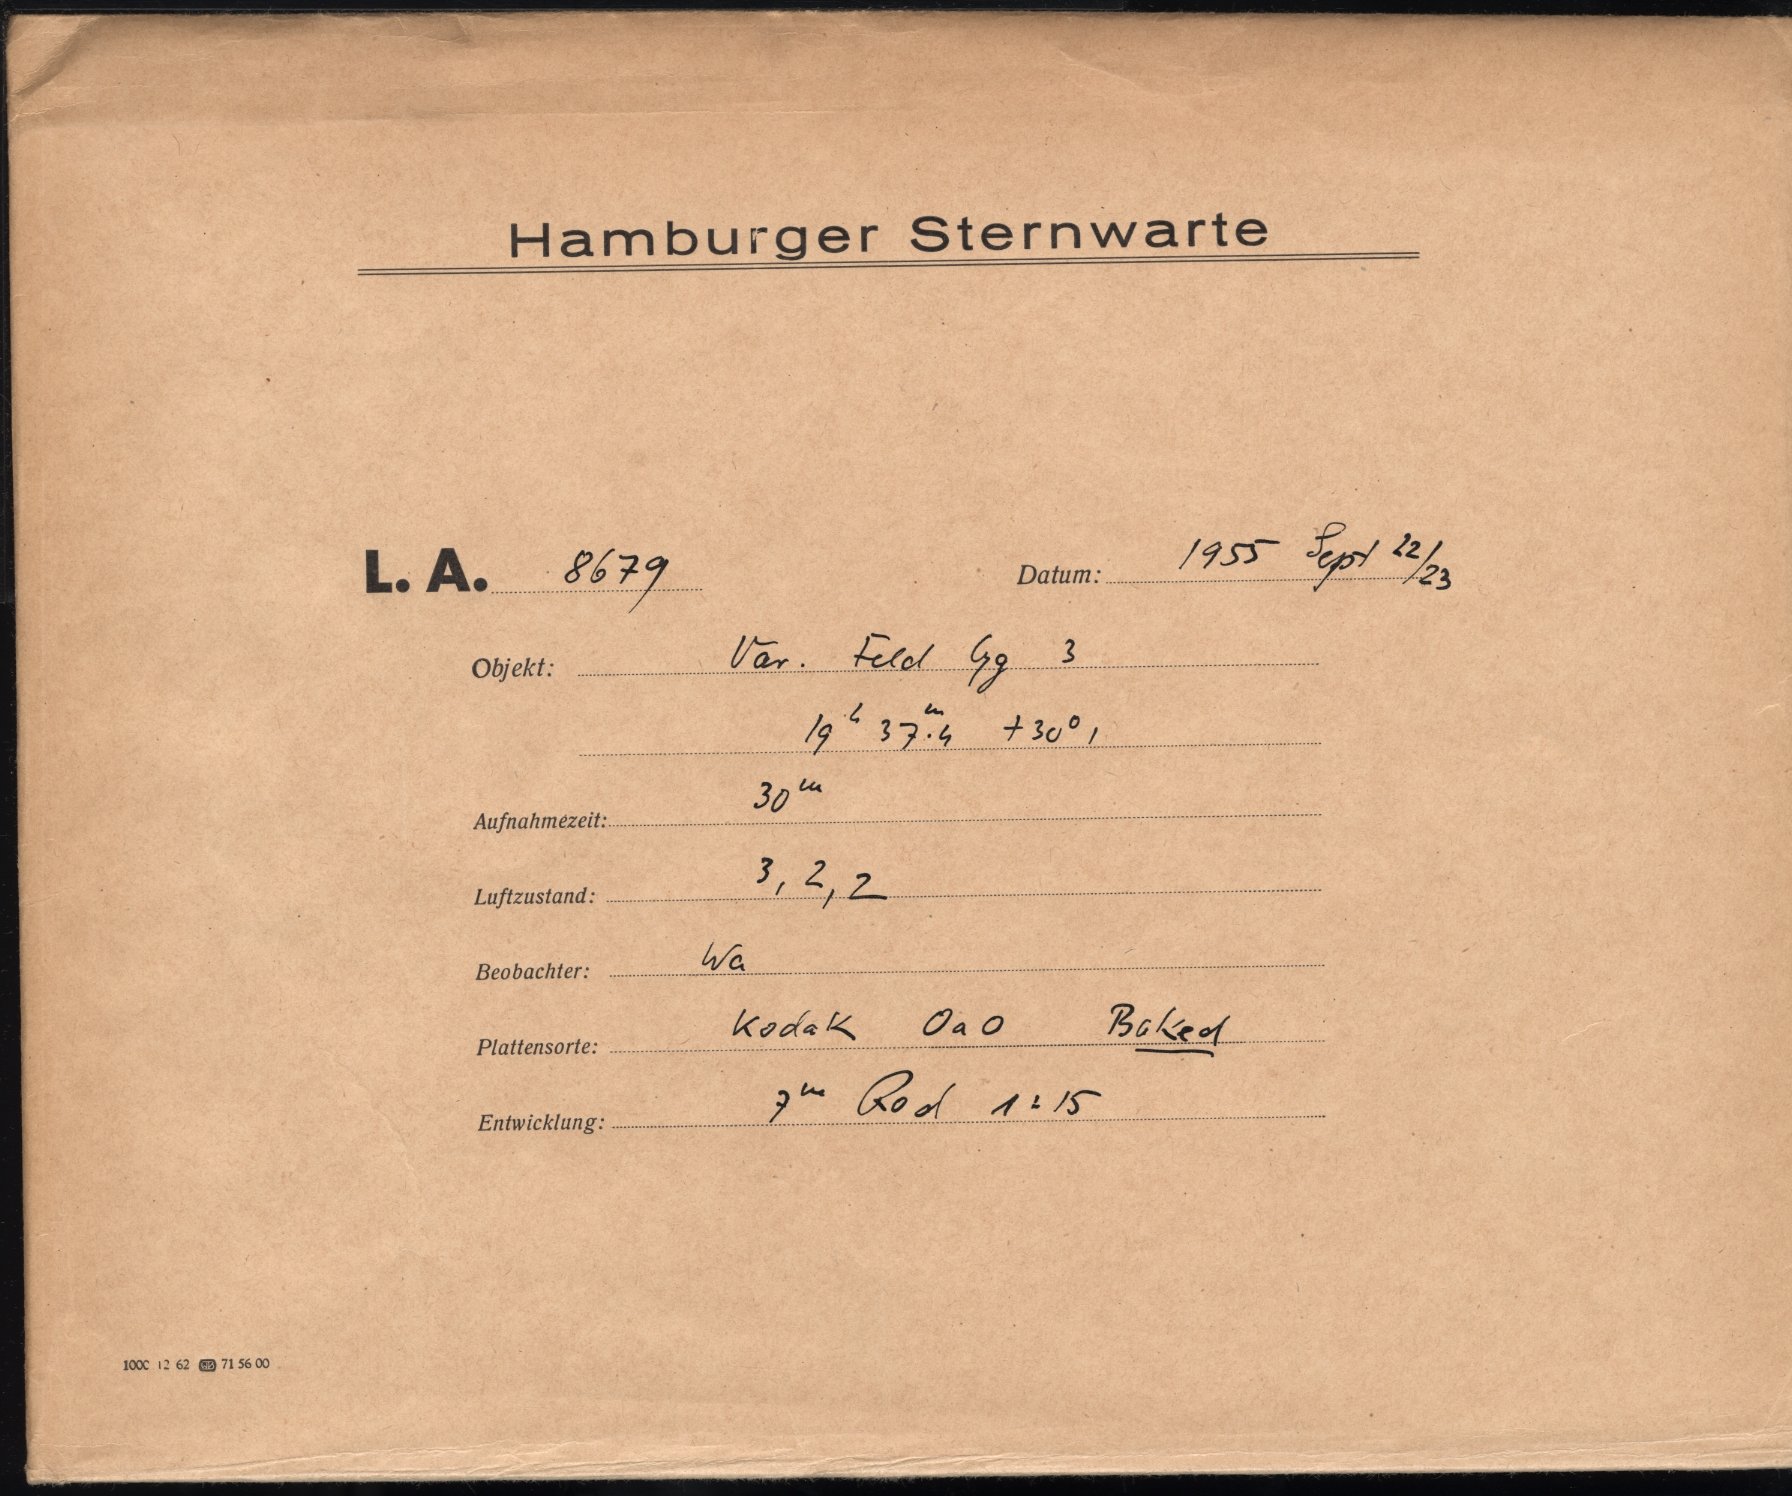 Hamburger Sternwarte
L. A. 8679 Datum: 1955 Sept 22/23
Objekt: Var. Feld Cyg 3
19ʰ 37ᵐ.4 +30°,
Aufnahmezeit: 30ᵐ
Luftzustand: 3, 2, 2
Beobachter: Wa
Plattensorte: Kodak OaO Baked
Entwicklung: 7ᵐ Rod 1:15
1000 12 62 71 56 00